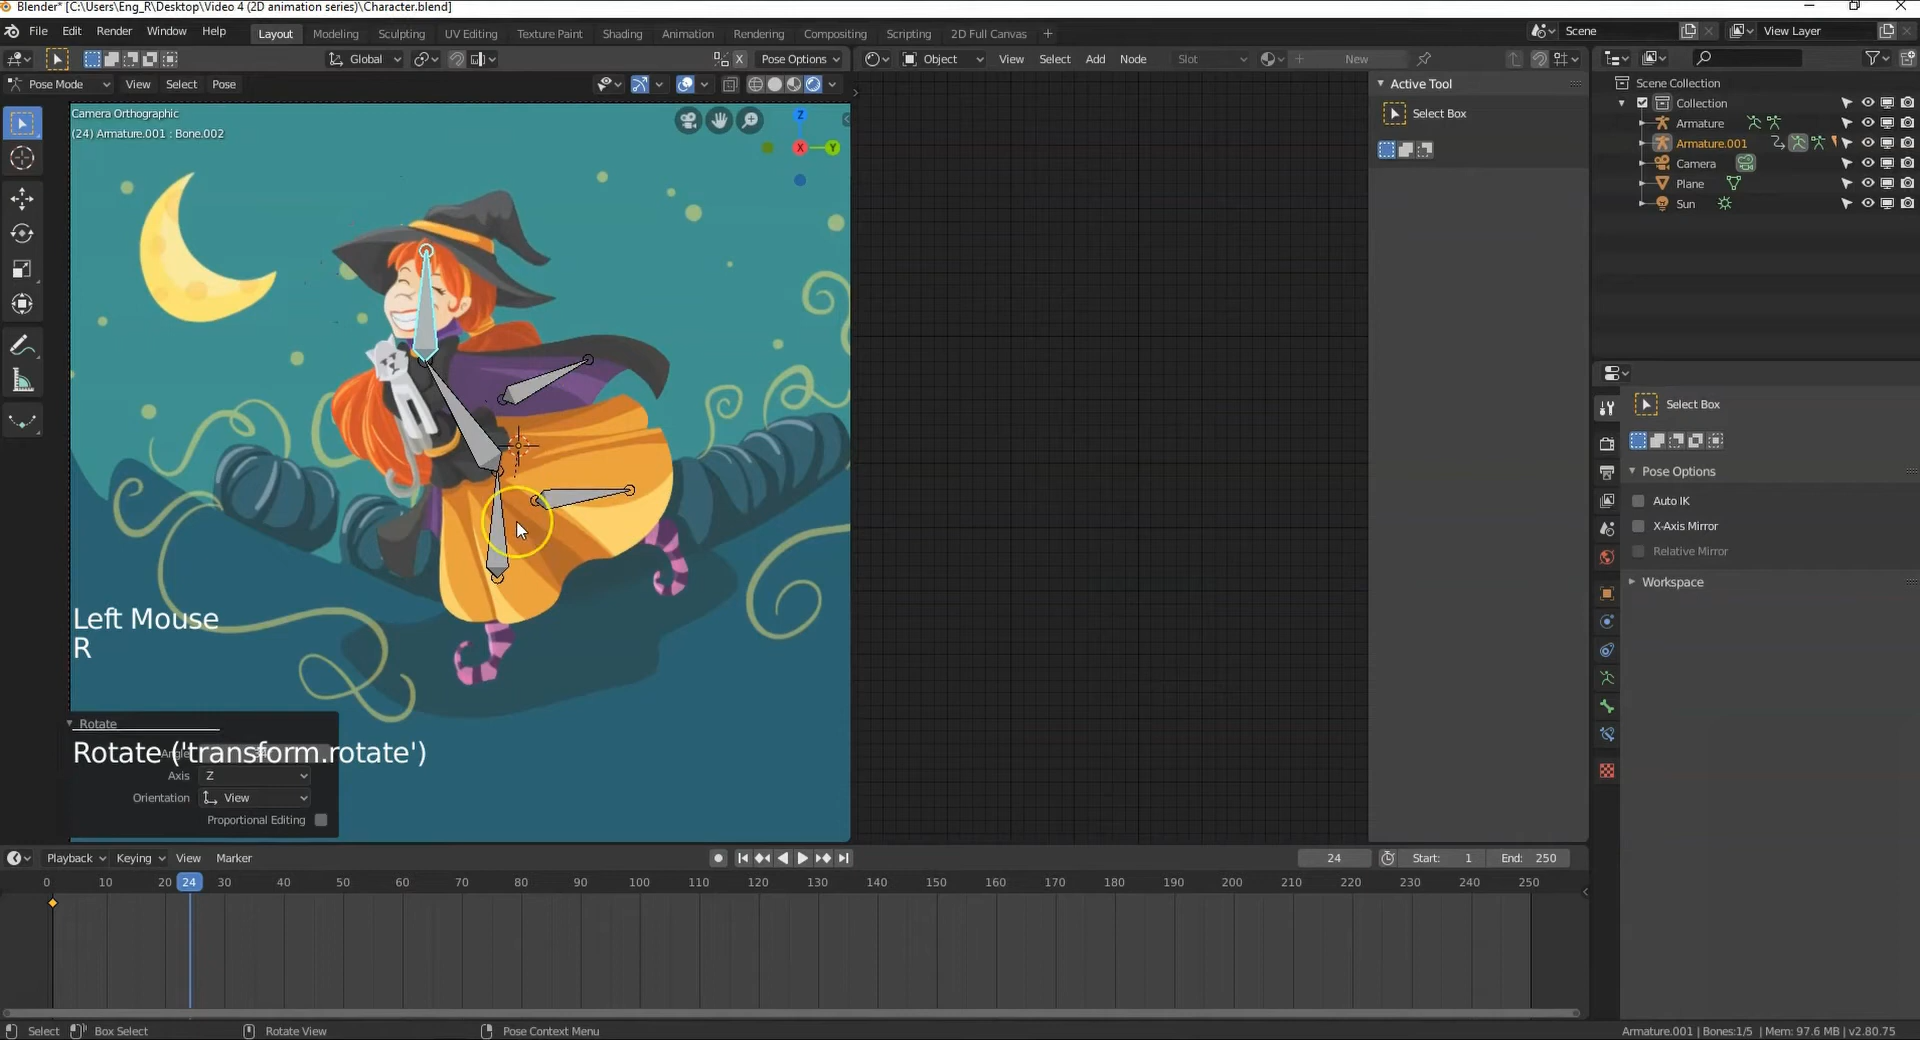 Blender* [C:\Users\Eng_R\Desktop\Video 4 (2D animation series)\Character.blend]
File Edit Render Window Help
Layout Modeling Sculpting UV Editing Texture Paint Shading Animation Rendering Compositing Scripting 2D Full Canvas +
Scene
View Layer
Global
X
Pose Options
Object View Select Add Node
Slot
New
Pose Mode View Select Pose
Camera Orthographic
(24) Armature.001 : Bone.002
Z
X
Y
Active Tool
Select Box
Scene Collection
Collection
Armature
Armature.001
Camera
Plane
Sun
Select Box
Pose Options
Auto IK
X-Axis Mirror
Relative Mirror
Workspace
Left Mouse
R
Rotate
Rotate ('transform.rotate')
Axis Z
Orientation View
Proportional Editing
Playback Keying View Marker
24
Start: 1
End: 250
0 10 20 24 30 40 50 60 70 80 90 100 110 120 130 140 150 160 170 180 190 200 210 220 230 240 250
Select Box Select Rotate View Pose Context Menu
Armature.001 | Bones:1/5 | Mem: 97.6 MB | v2.80.75